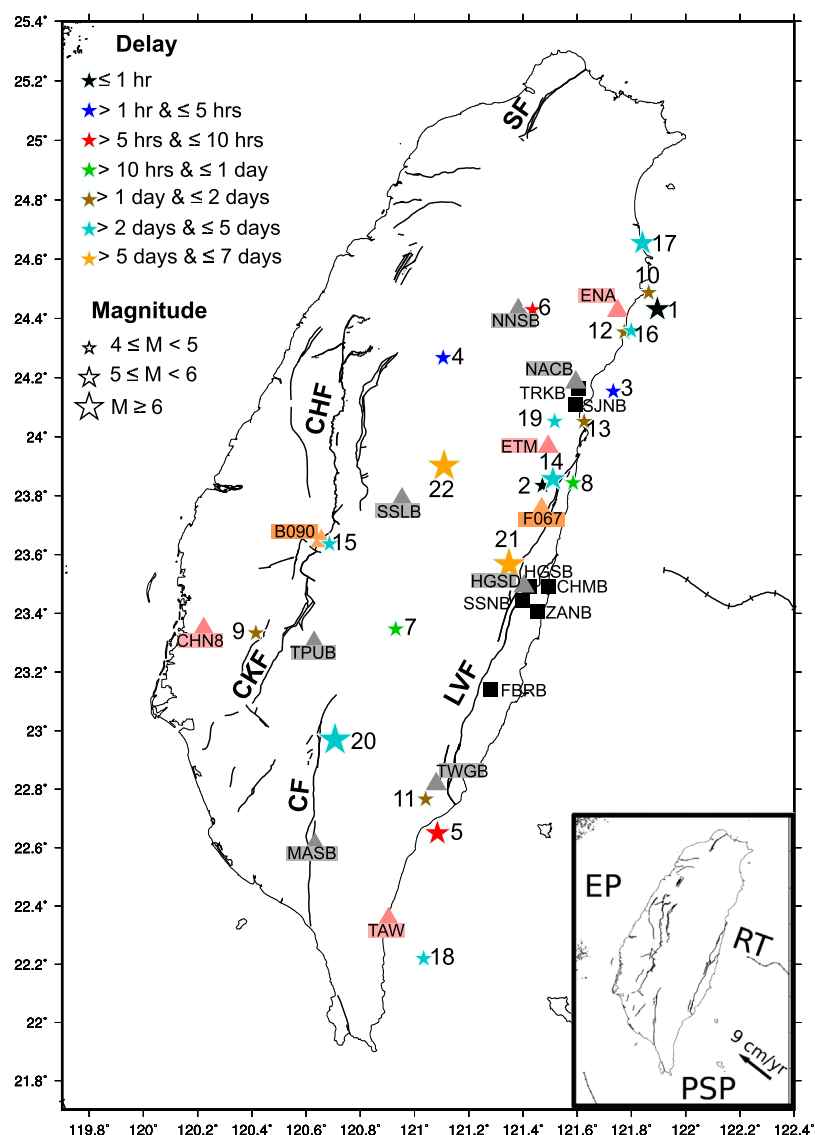 25.4°
25.2°
25°
24.8°
24.6°
24.4°
24.2°
24°
23.8°
23.6°
23.4°
23.2°
23°
22.8°
22.6°
22.4°
22.2°
22°
21.8°
Delay
≤ 1 hr
> 1 hr & ≤ 5 hrs
> 5 hrs & ≤ 10 hrs
> 10 hrs & ≤ 1 day
> 1 day & ≤ 2 days
> 2 days & ≤ 5 days
> 5 days & ≤ 7 days
Magnitude
4 ≤ M < 5
5 ≤ M < 6
M ≥ 6
SF
17
10
ENA
1
6
NNSB
12
16
4
NACB
TRKB
3
SJNB
CHF
19
13
ETM
14
22
2
8
SSLB
F067
B090
15
21
HGSB
HGSD
CHMB
SSNB
ZANB
CHN8
9
7
TPUB
CKF
LVF
FBRB
20
TWGB
CF
11
5
MASB
TAW
18
EP
RT
9 cm/yr
PSP
119.8° 120° 120.2° 120.4° 120.6° 120.8° 121° 121.2° 121.4° 121.6° 121.8° 122° 122.2° 122.4°